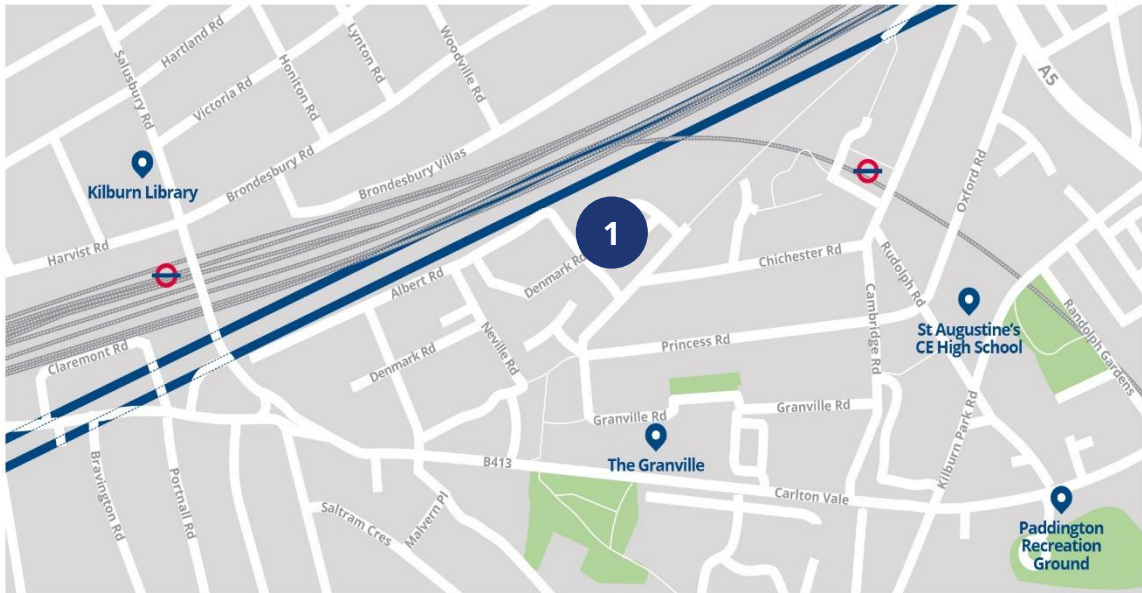 Salusbury Rd
Hartland Rd
Lynton Rd
Woodville Rd
A5
Honiton Rd
Victoria Rd
Kilburn Library
Brondesbury Rd
Brondesbury Villas
Oxford Rd
Harvist Rd
1
Denmark Rd
Albert Rd
Chichester Rd
Rudolph Rd
Cambridge Rd
St Augustine's
CE High School
Randolph Gardens
Claremont Rd
Neville Rd
Denmark Rd
Princess Rd
Granville Rd
Granville Rd
Kilburn Park Rd
The Granville
B413
Carlton Vale
Bravington Rd
Portnall Rd
Saltram Cres
Malvern Pl
Paddington
Recreation
Ground